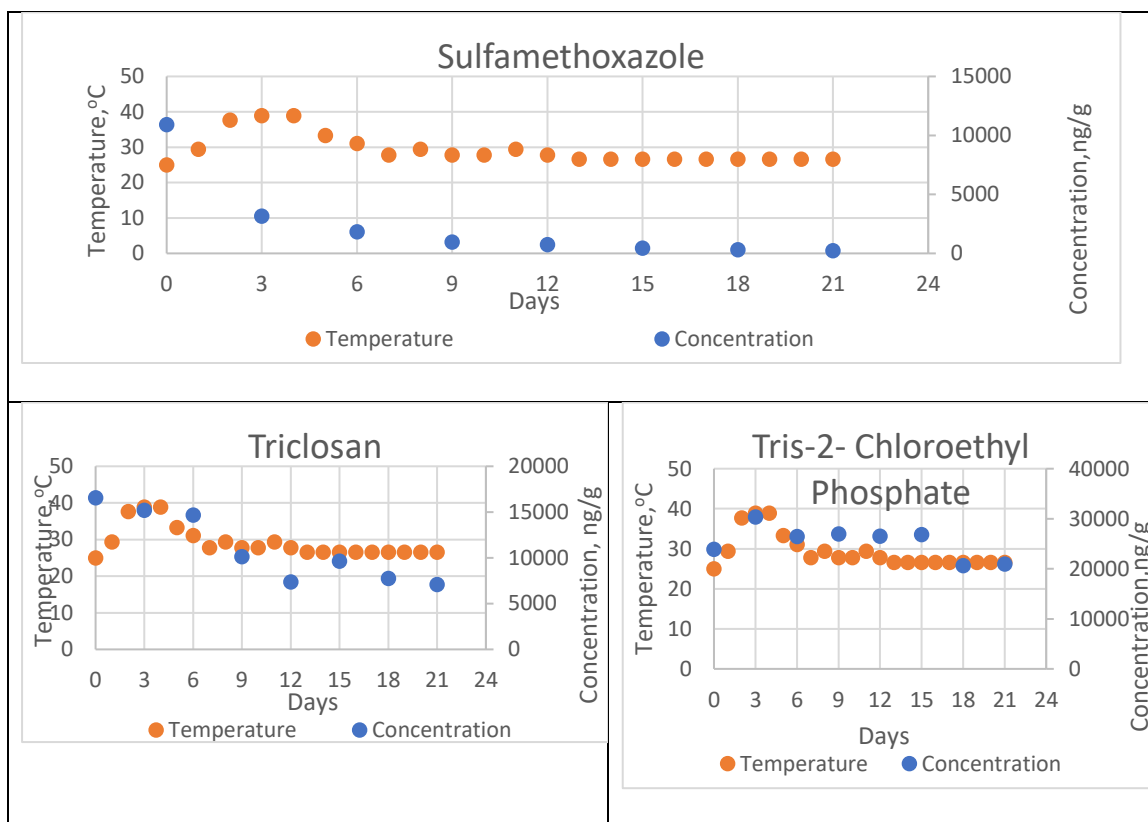 Sulfamethoxazole
50
40
30
20
10
0
Temperature,°C
15000
10000
5000
0
Concentration,ng/g
0 3 6 9 12 15 18 21 24
Days
Temperature Concentration
Triclosan
50
40
30
20
10
0
Temperature,°C
20000
15000
10000
5000
0
Concentration, ng/g
0 3 6 9 12 15 18 21 24
Days
Temperature Concentration
Tris-2- Chloroethyl
Phosphate
50
40
30
20
10
0
Temperature,°C
40000
30000
20000
10000
0
Concentration,ng/g
0 3 6 9 12 15 18 21 24
Days
Temperature Concentration